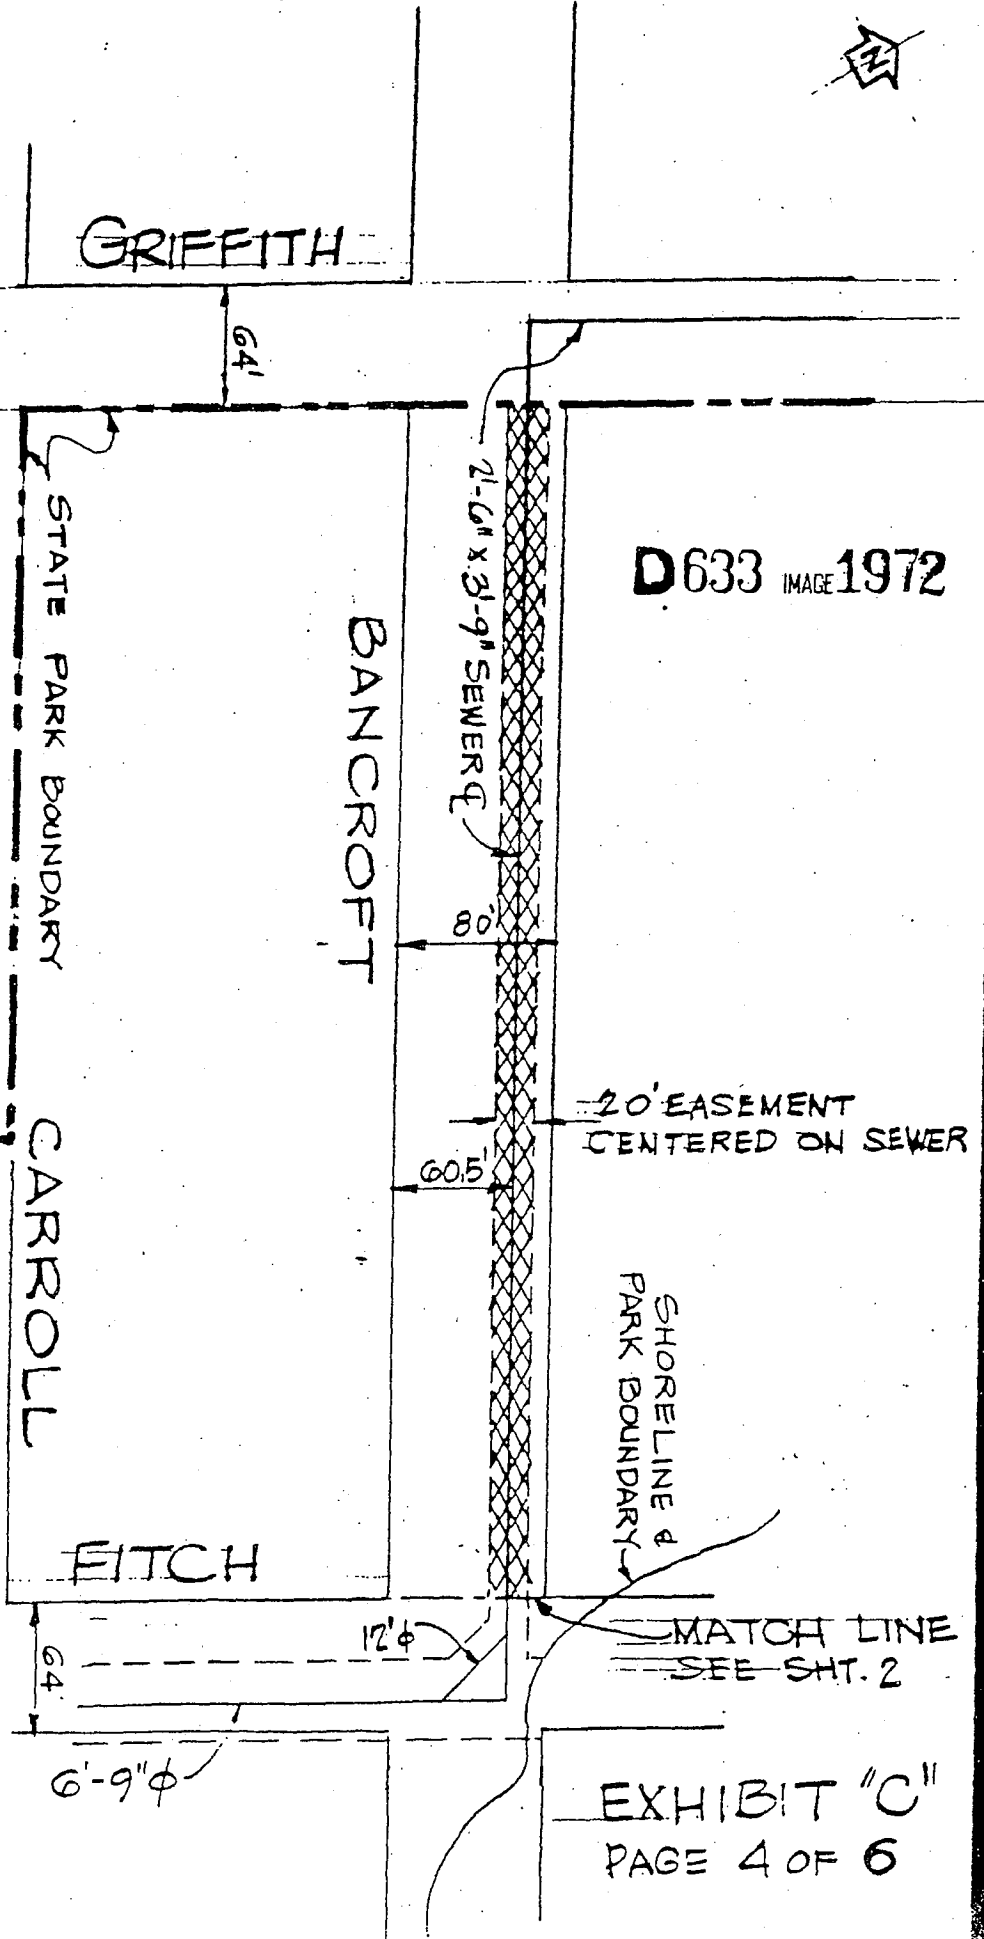 N
GRIFFITH
64'
2'-6" x 3'-9" SEWER ℄
STATE PARK BOUNDARY
D633 IMAGE 1972
BANCROFT
80'
20' EASEMENT
CENTERED ON SEWER
60.5'
CARROLL
SHORELINE &
PARK BOUNDARY
FITCH
12'ϕ
MATCH LINE
SEE SHT. 2
64'
6'-9"ϕ
EXHIBIT "C"
PAGE 4 OF 6